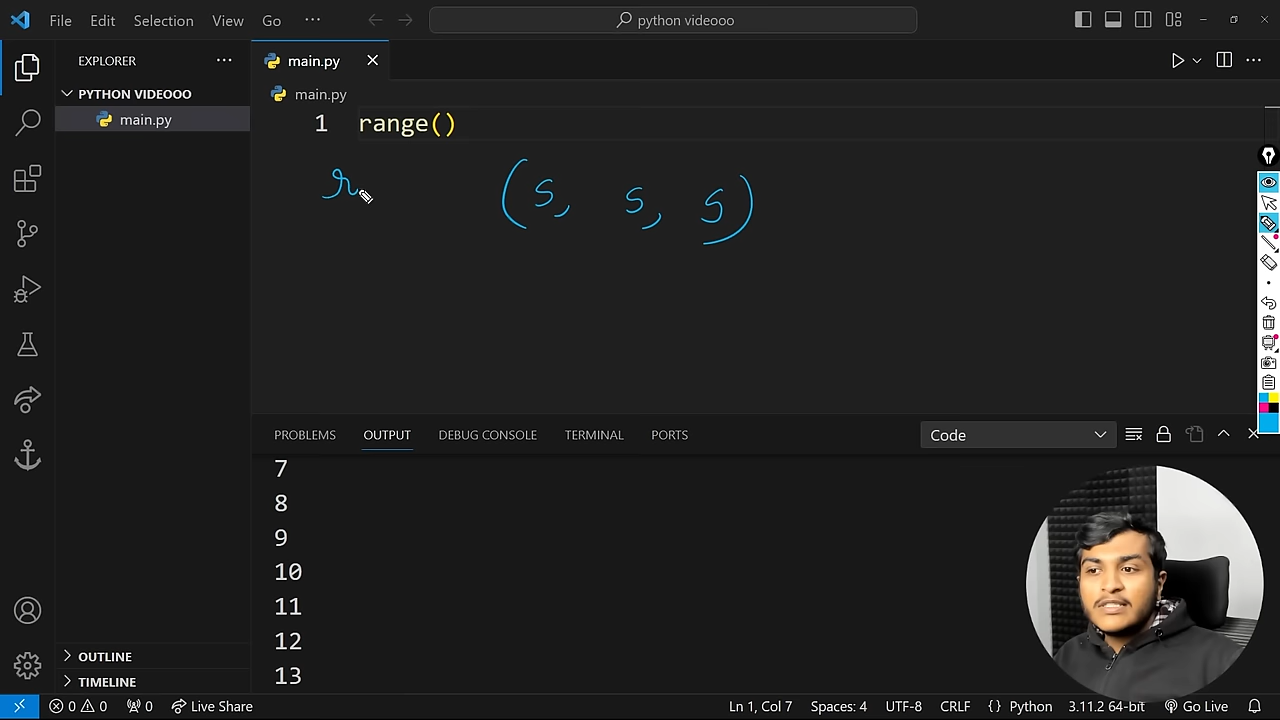 File Edit Selection View Go ··· python videooo
EXPLORER ···
PYTHON VIDEOOO
main.py
main.py
main.py
1 range()
r (s, s, s)
PROBLEMS OUTPUT DEBUG CONSOLE TERMINAL PORTS Code
7
8
9
10
11
12
13
OUTLINE
TIMELINE
0 0 0 Live Share Ln 1, Col 7 Spaces: 4 UTF-8 CRLF {} Python 3.11.2 64-bit Go Live